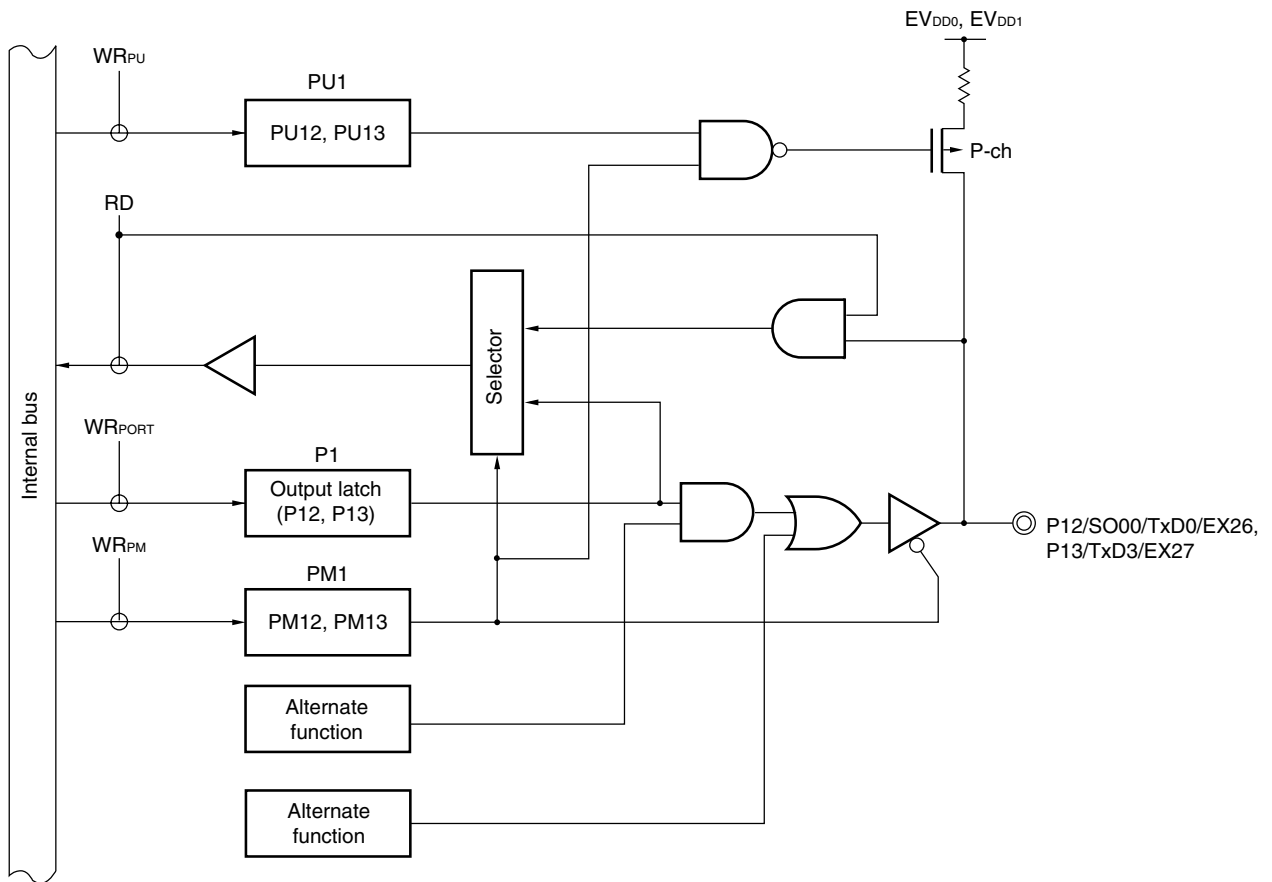 EVDD0, EVDD1
WRPU
PU1
PU12, PU13
P-ch
RD
Selector
Internal bus
WRPORT
P1
Output latch
(P12, P13)
P12/SO00/TxD0/EX26,
P13/TxD3/EX27
WRPM
PM1
PM12, PM13
Alternate
function
Alternate
function